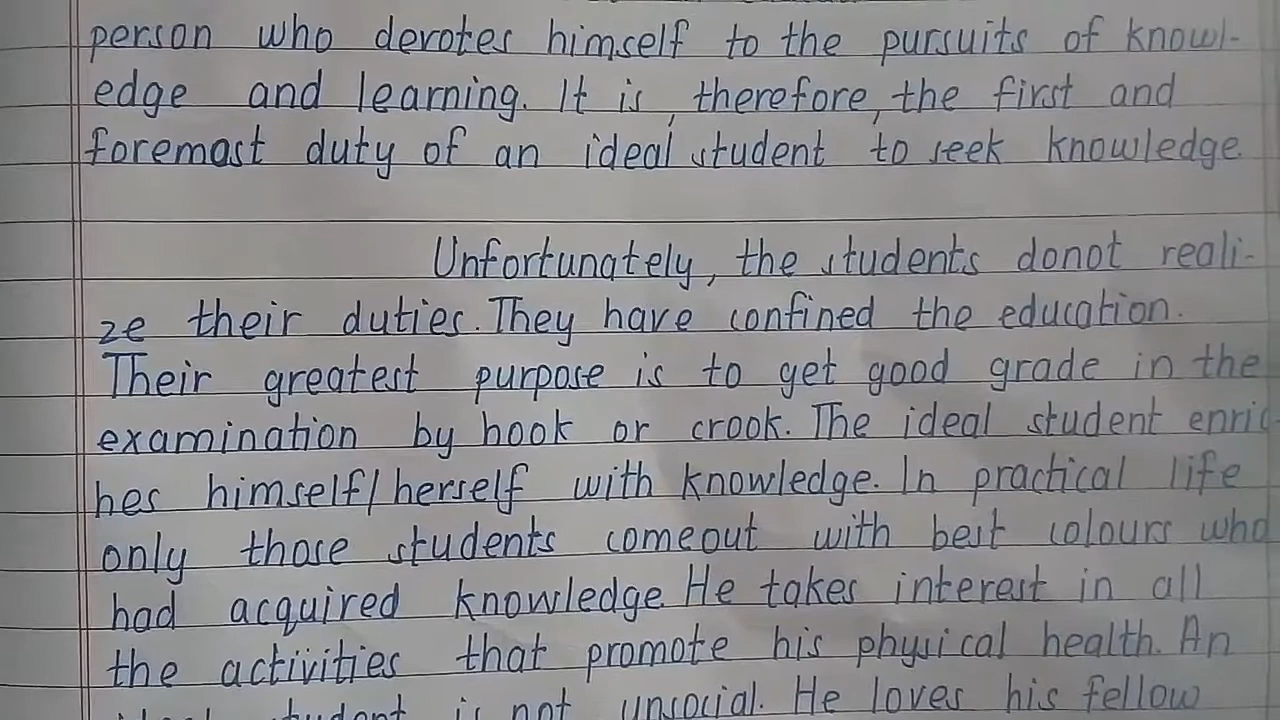 person who devotes himself to the pursuits of knowl-
edge and learning. It is, therefore, the first and
foremost duty of an ideal student to seek knowledge.
Unfortunately, the students donot reali-
ze their duties. They have confined the education.
Their greatest purpose is to get good grade in the
examination by hook or crook. The ideal student enric-
hes himself/herself with knowledge. In practical life
only those students comeout with best colours who
had acquired knowledge. He takes interest in all
the activities that promote his physical health. An
ideal student is not unsocial. He loves his fellow